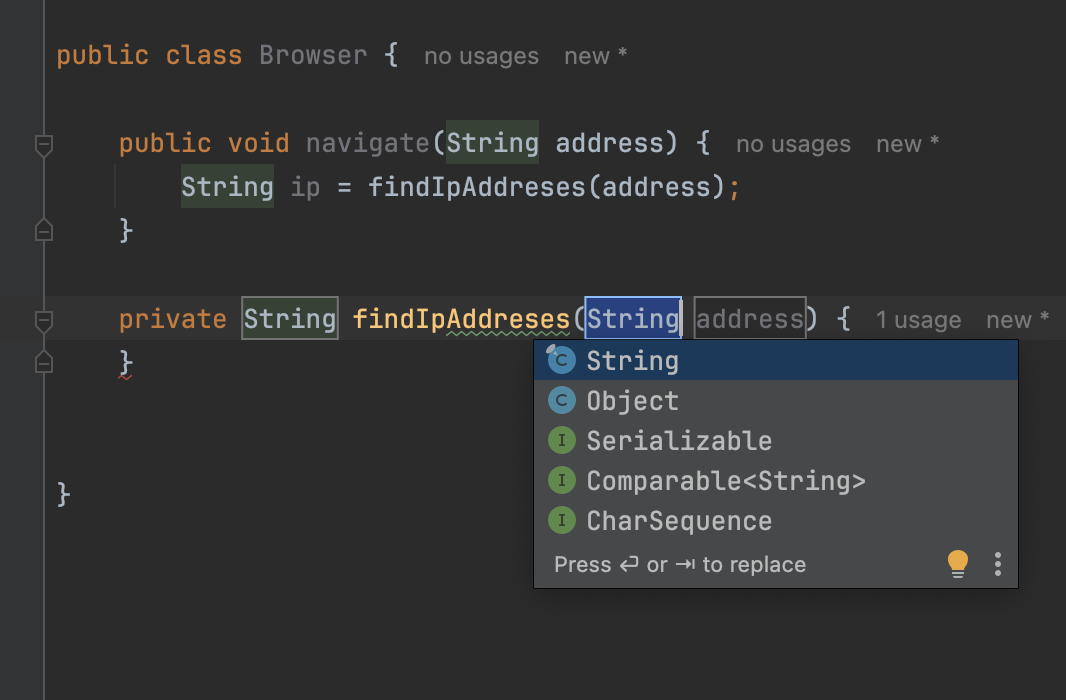 public class Browser { no usages new *
public void navigate(String address) { no usages new *
String ip = findIpAddreses(address);
}
private String findIpAddreses(String address) { 1 usage new *
}
C String
C Object
I Serializable
I Comparable<String>
I CharSequence
Press ↵ or ⇥ to replace
}